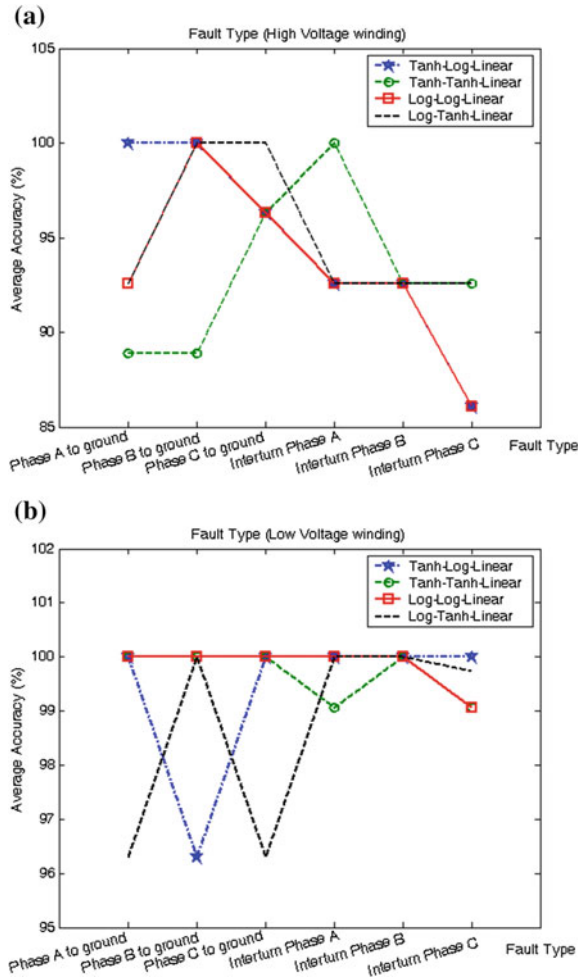 (a)
Fault Type (High Voltage winding)
105
100
95
90
85
Average Accuracy (%)
Tanh-Log-Linear
Tanh-Tanh-Linear
Log-Log-Linear
Log-Tanh-Linear
Phase A to ground
Phase B to ground
Phase C to ground
Interturn Phase A
Interturn Phase B
Interturn Phase C
Fault Type
(b)
Fault Type (Low Voltage winding)
102
101
100
99
98
97
96
95
Average Accuracy (%)
Tanh-Log-Linear
Tanh-Tanh-Linear
Log-Log-Linear
Log-Tanh-Linear
Phase A to ground
Phase B to ground
Phase C to ground
Interturn Phase A
Interturn Phase B
Interturn Phase C
Fault Type